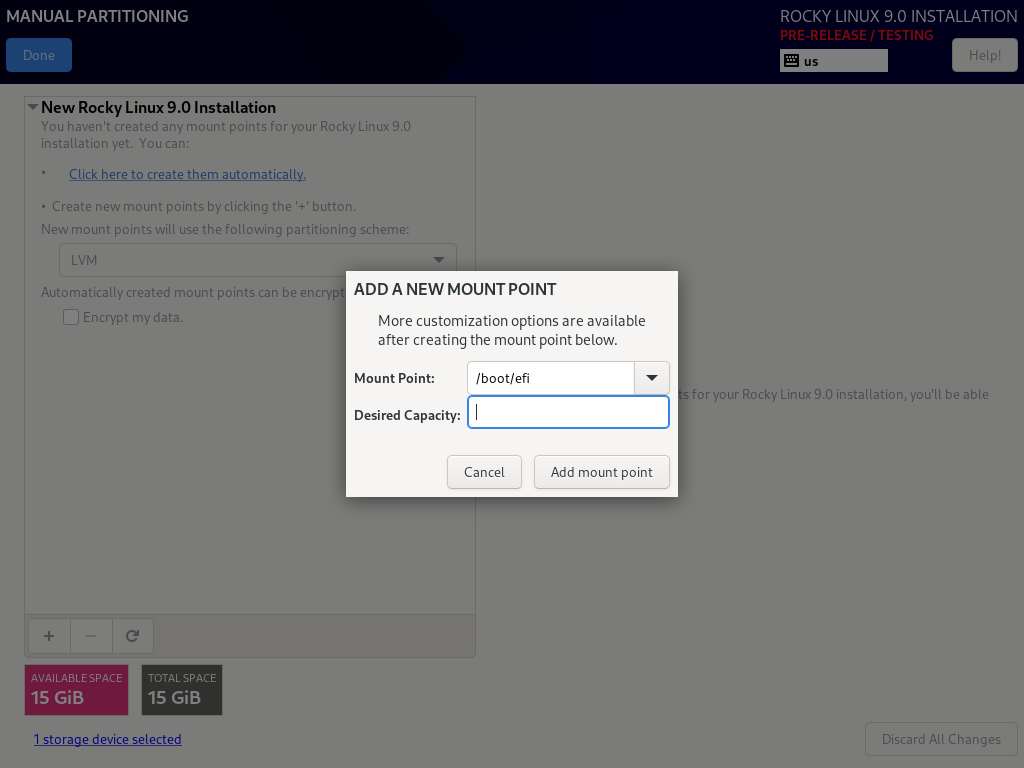 MANUAL PARTITIONING
Done
ROCKY LINUX 9.0 INSTALLATION
PRE-RELEASE / TESTING
us
Help!
New Rocky Linux 9.0 Installation
You haven't created any mount points for your Rocky Linux 9.0
installation yet.  You can:
• Click here to create them automatically.
• Create new mount points by clicking the '+' button.
New mount points will use the following partitioning scheme:
LVM
Automatically created mount points can be encrypt
Encrypt my data.
ts for your Rocky Linux 9.0 installation, you'll be able
ADD A NEW MOUNT POINT
More customization options are available
after creating the mount point below.
Mount Point: /boot/efi
Desired Capacity:
Cancel Add mount point
AVAILABLE SPACE
15 GiB
TOTAL SPACE
15 GiB
1 storage device selected
Discard All Changes